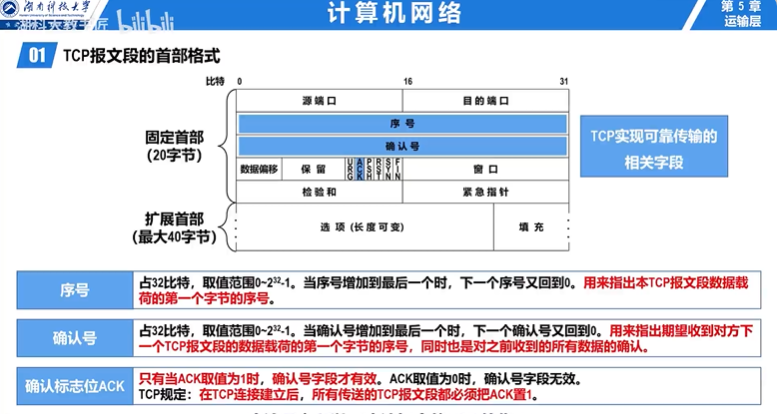 湖南科技大学
Hunan University of Science and Technology
湖科大教书匠 bilibili
计算机网络
第 5 章
运输层
01 TCP报文段的首部格式
比特 0 16 31
源 端 口 目 的 端 口
序 号
确 认 号
数据偏移 保 留 URG ACK PSH RST SYN FIN 窗 口
检 验 和 紧 急 指 针
选 项 (长 度 可 变) 填 充
固定首部
(20字节)
扩展首部
(最大40字节)
TCP实现可靠传输的
相关字段
序号
占32比特，取值范围0~2³²-1。当序号增加到最后一个时，下一个序号又回到0。用来指出本TCP报文段数据载
荷的第一个字节的序号。
确认号
占32比特，取值范围0~2³²-1。当确认号增加到最后一个时，下一个确认号又回到0。用来指出期望收到对方下
一个TCP报文段的数据载荷的第一个字节的序号，同时也是对之前收到的所有数据的确认。
确认标志位ACK
只有当ACK取值为1时，确认号字段才有效。ACK取值为0时，确认号字段无效。
TCP规定：在TCP连接建立后，所有传送的TCP报文段都必须把ACK置1。